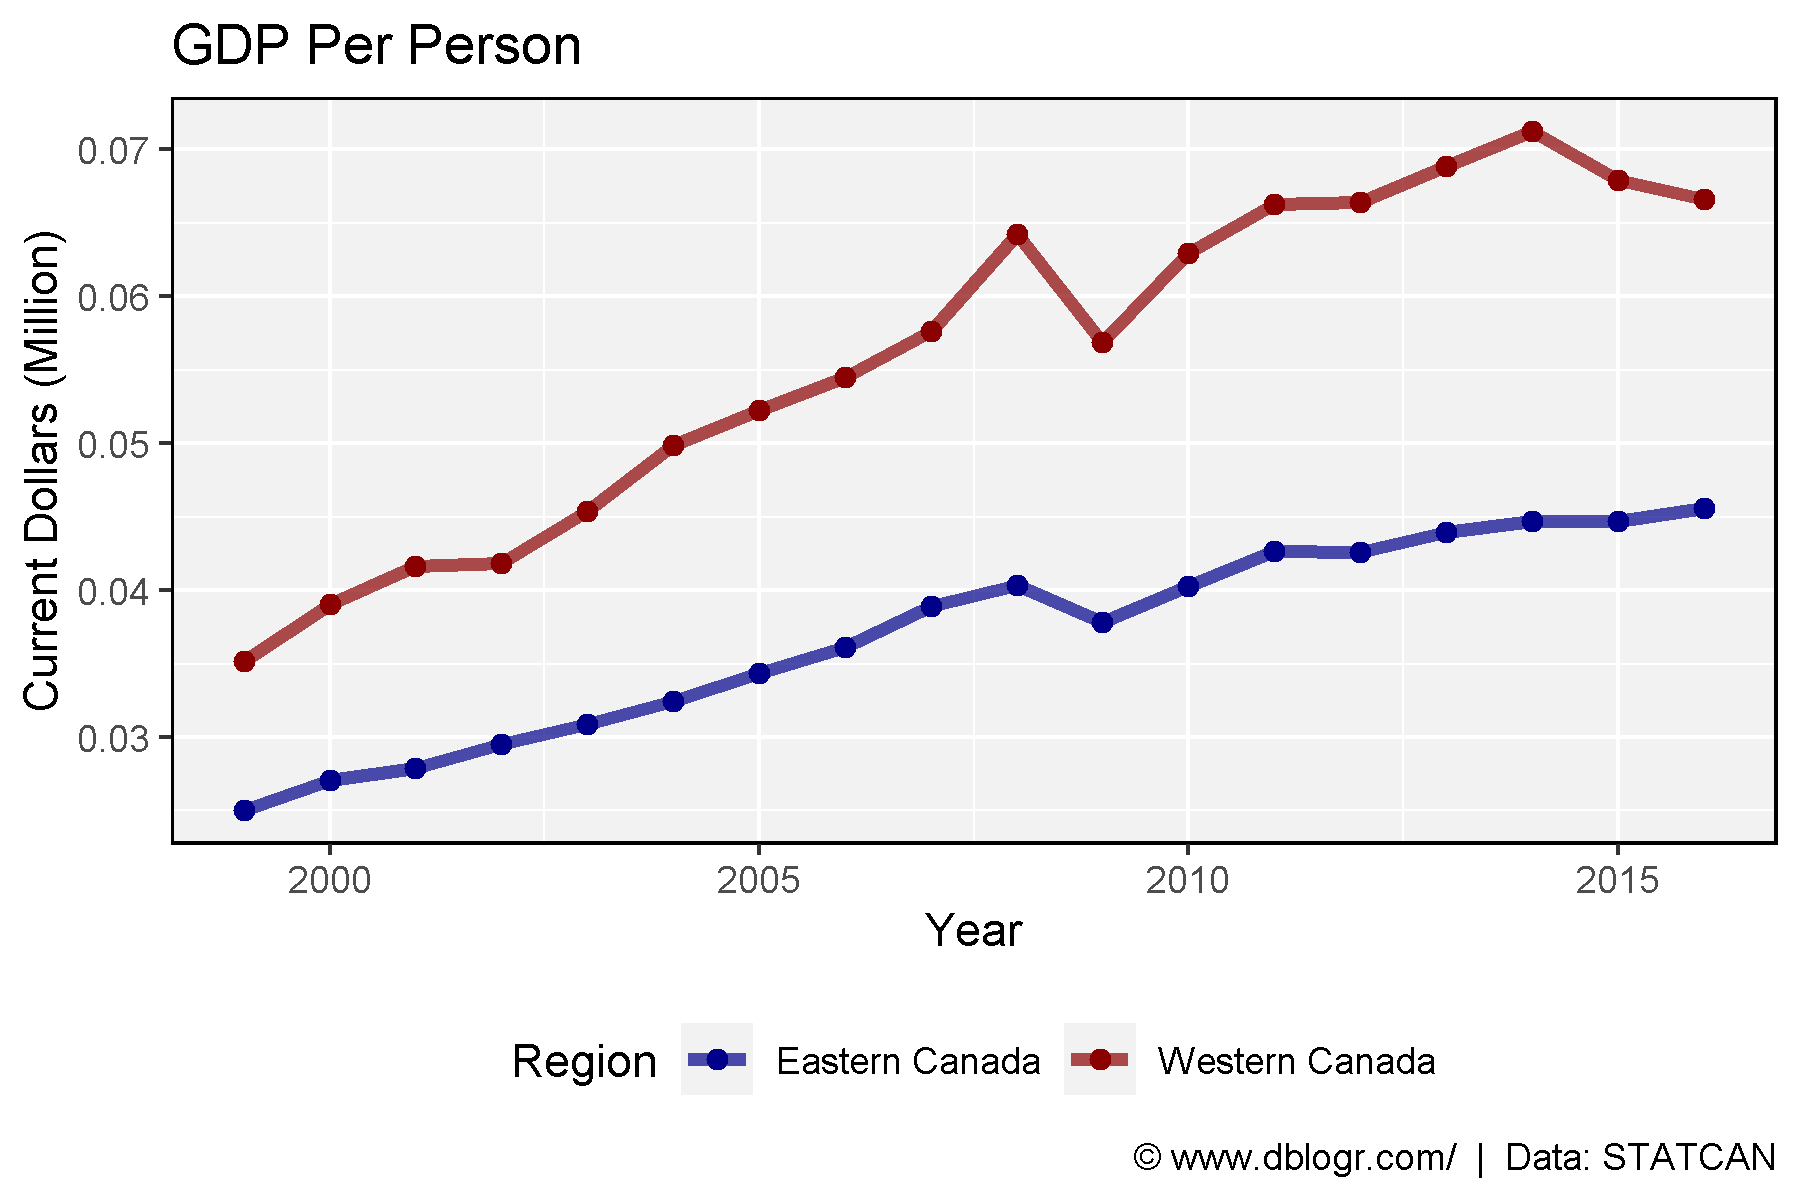 GDP Per Person
Current Dollars (Million)
0.07
0.06
0.05
0.04
0.03
2000 2005 2010 2015
Year
Region Eastern Canada Western Canada
© www.dblogr.com/ | Data: STATCAN